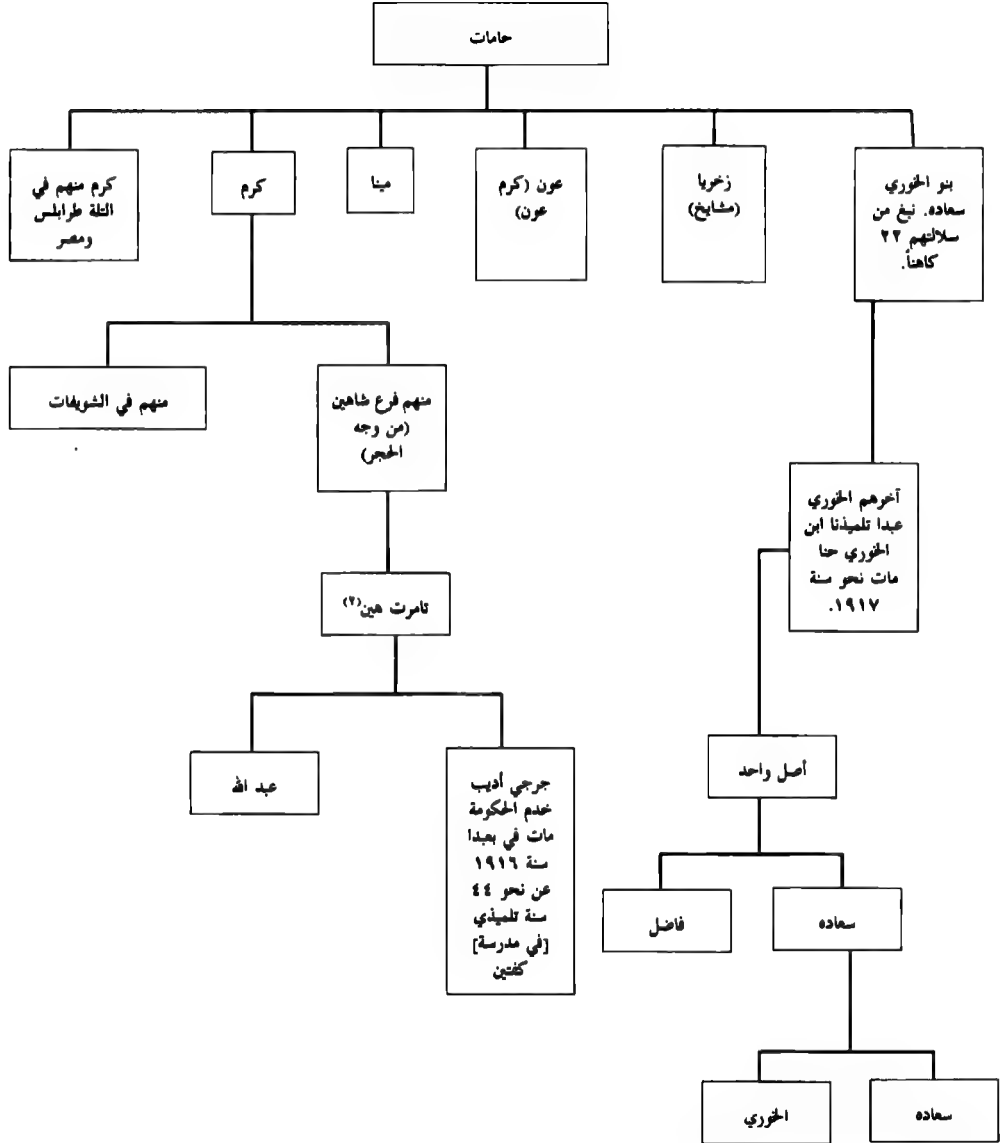 حامات
بنو الخوري
سعاده. نبغ من
سلالتهم ٢٢
كاهناً.
زخريا
(مشايخ)
عون (كرم
عون)
مينا
كرم
كرم منهم في
التلة طرابلس
ومصر
منهم فرع شاهين
(من وجه
الحجر)
منهم في الشويفات
آخرهم الخوري
عبدا تلميذنا ابن
الخوري حنا
مات نحو سنة
١٩١٧.
تامرت هين(٢)
أصل واحد
جرجي أديب
خدم الحكومة
مات في بعبدا
سنة ١٩١٦
عن نحو ٤٤
سنة تلميذي
[في مدرسة]
كفتين
عبد الله
سعاده
فاضل
سعاده
الخوري